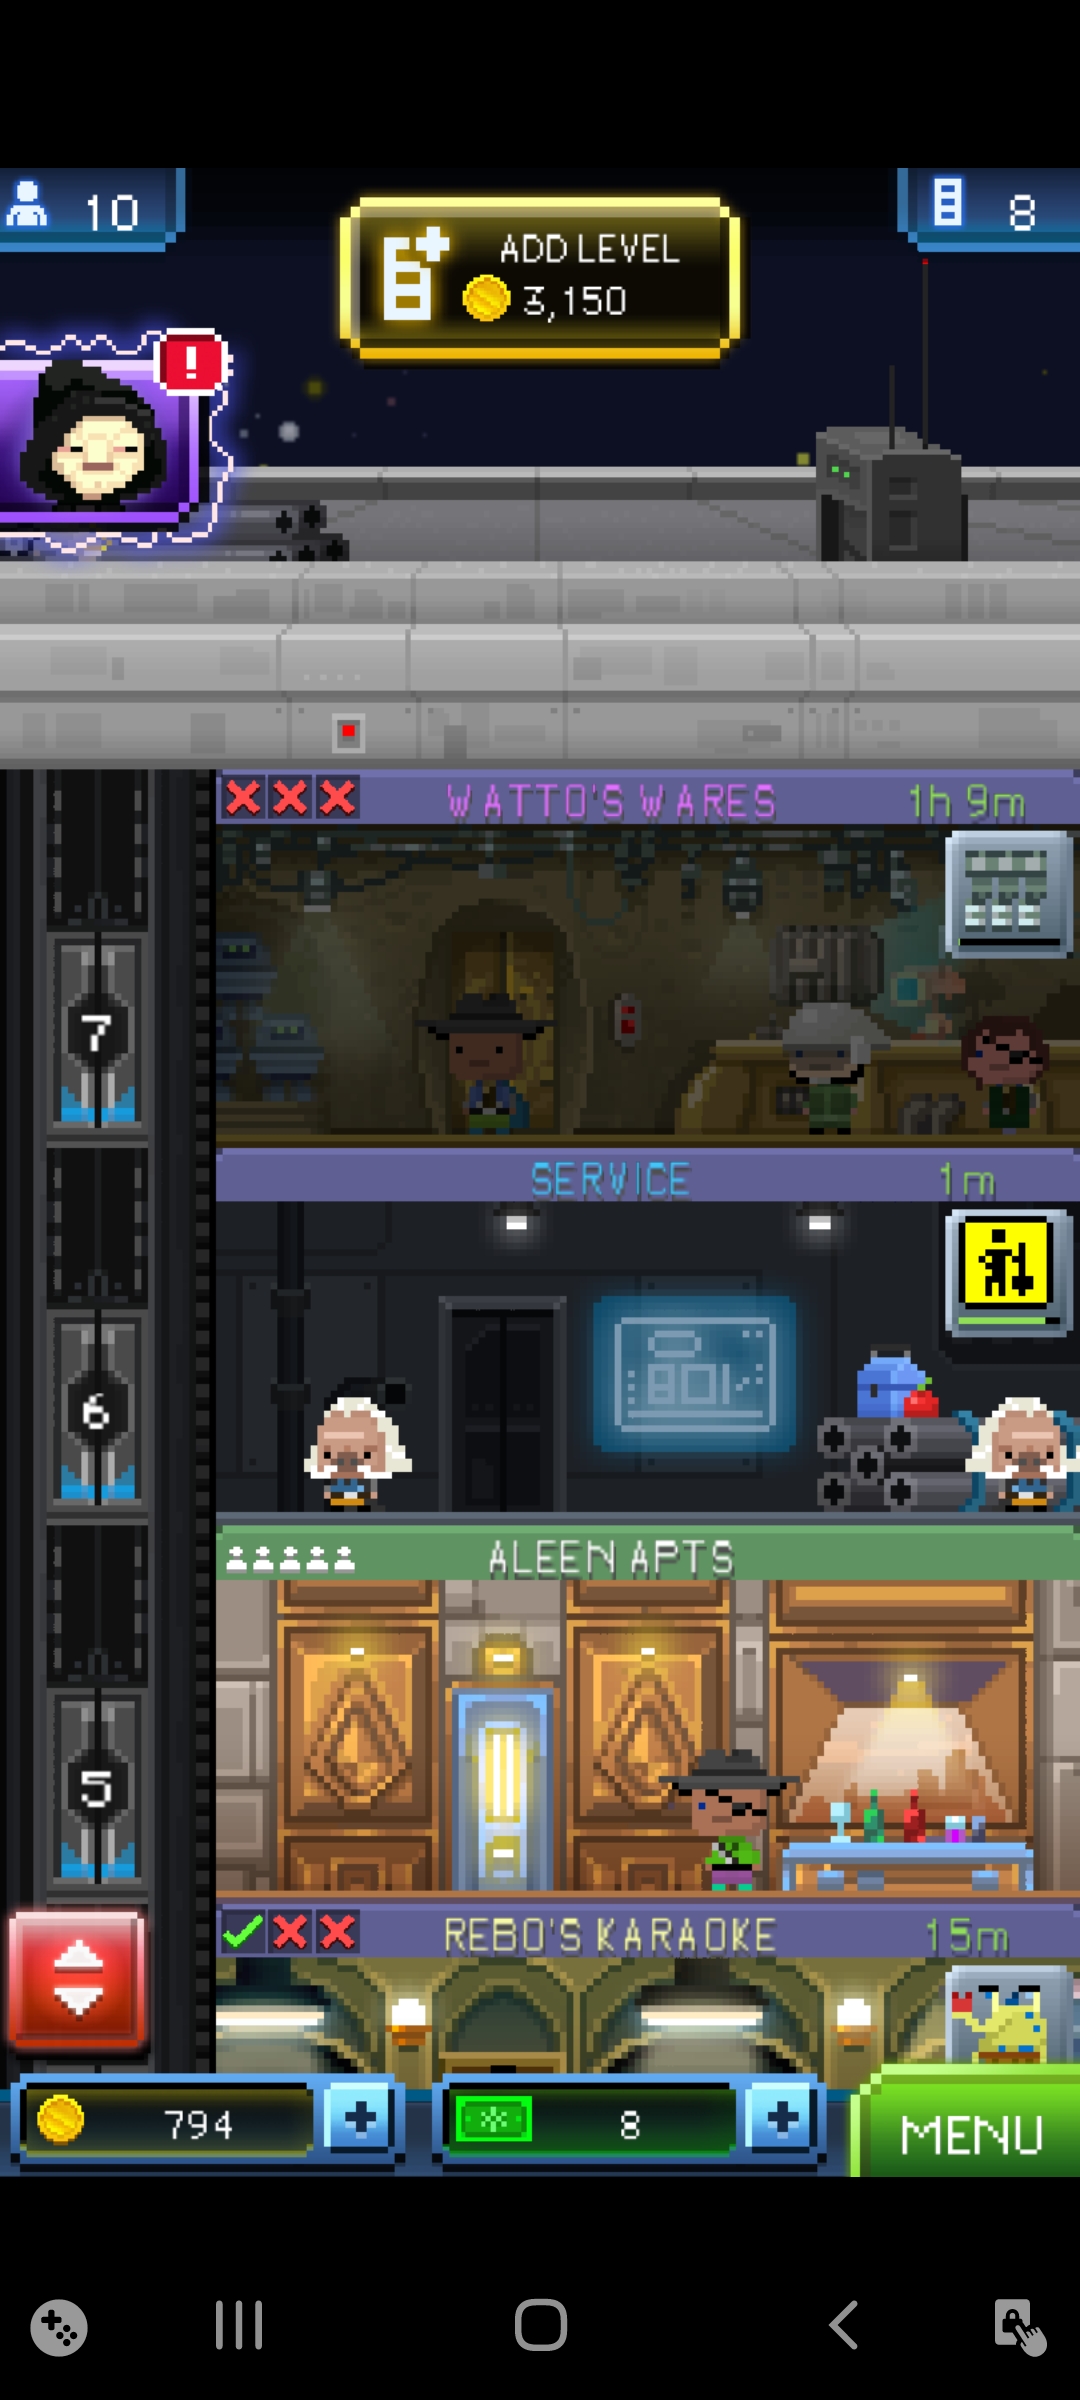 10
ADD LEVEL
3,150
8
!
WATTO'S WARES
1h 9m
7
SERVICE
1m
6
ALEEN APTS
5
REBO'S KARAOKE
15m
794
8
MENU